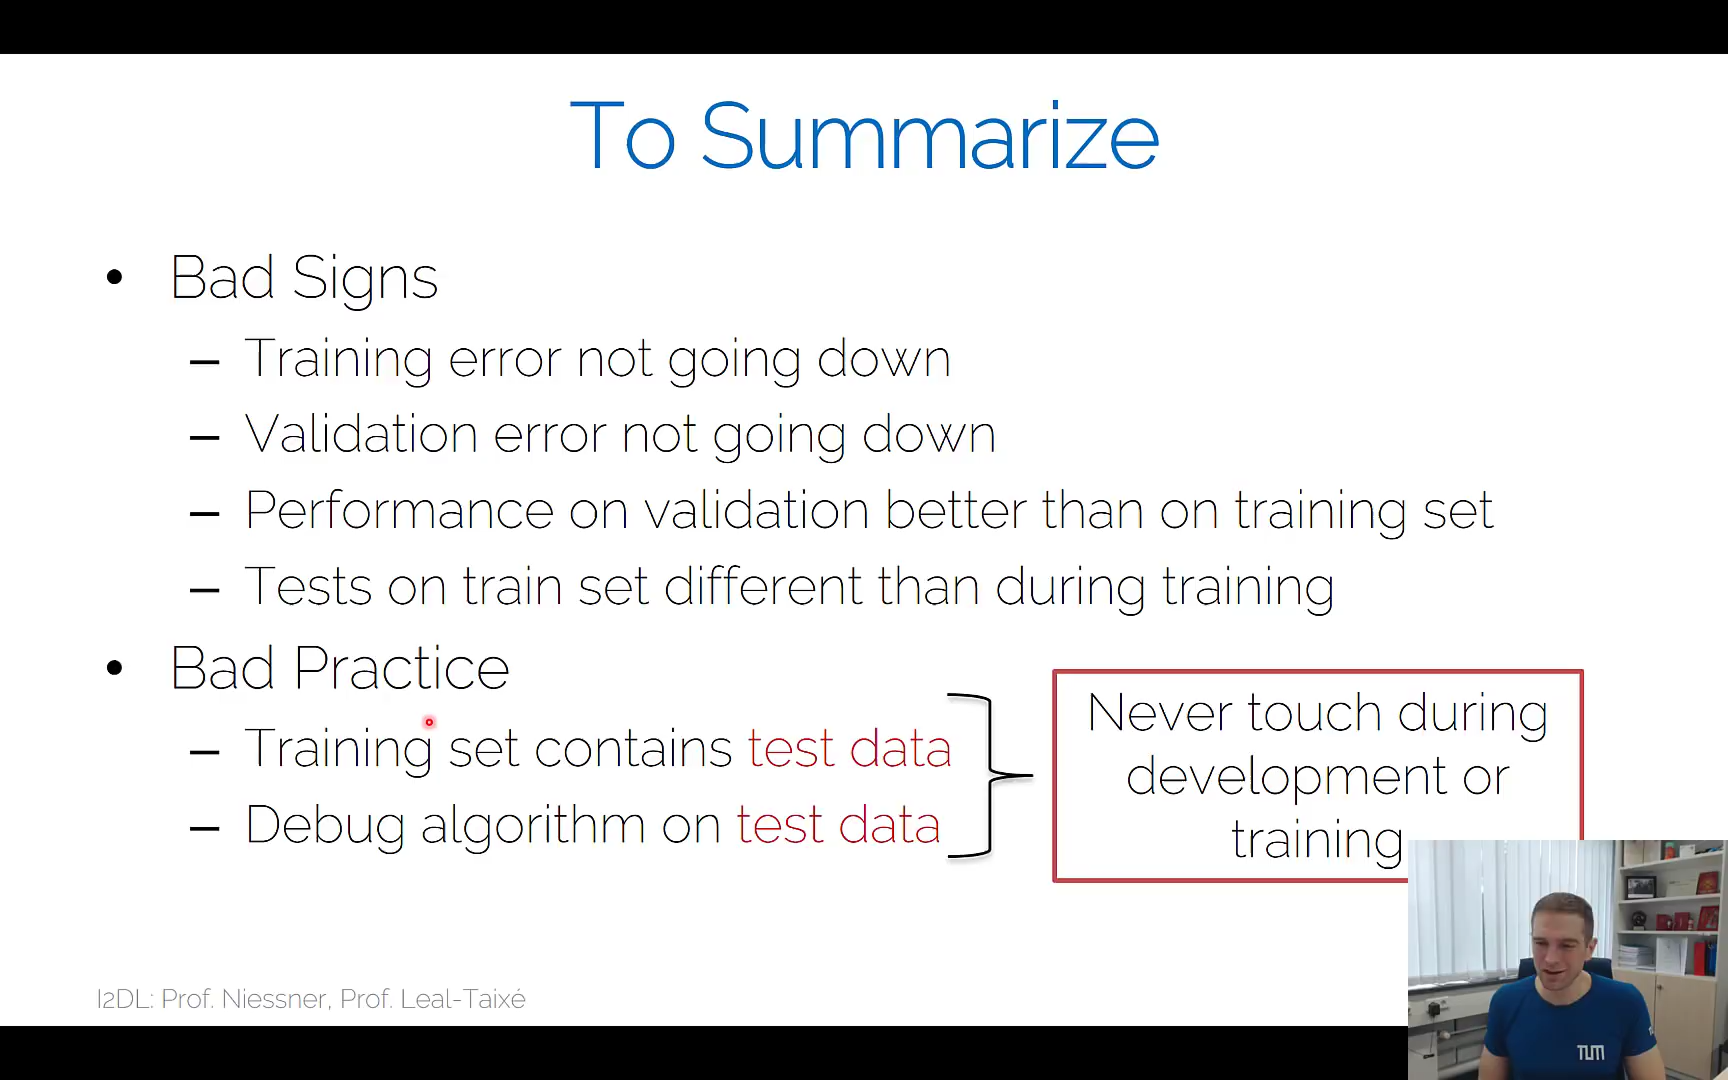 To Summarize
• Bad Signs
– Training error not going down
– Validation error not going down
– Performance on validation better than on training set
– Tests on train set different than during training
• Bad Practice
– Training set contains test data
– Debug algorithm on test data
Never touch during
development or
training
I2DL: Prof. Niessner, Prof. Leal-Taixé
TUM